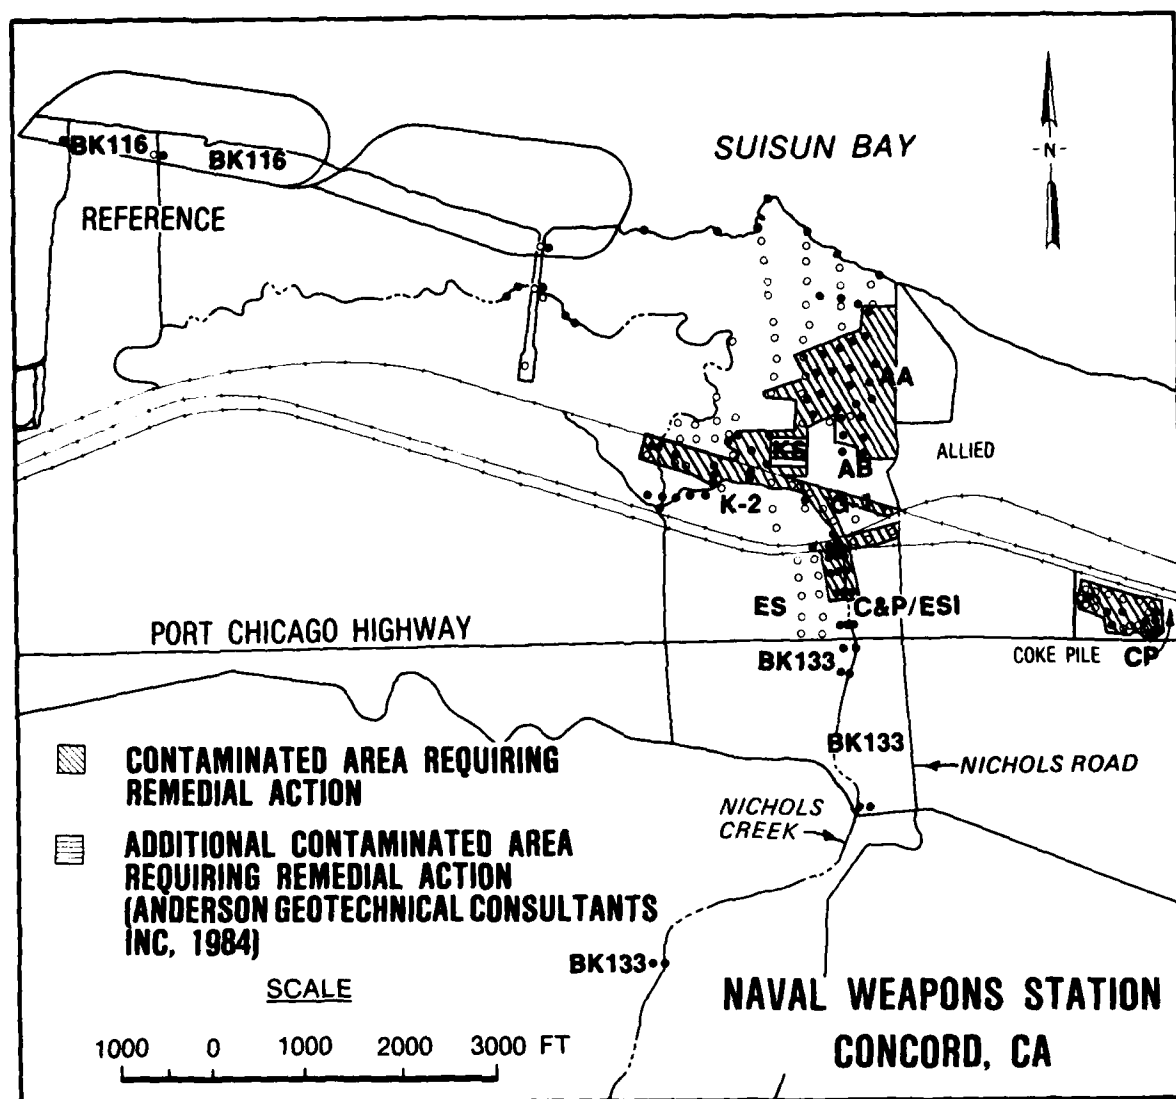 SUISUN BAY
-N-
BK116
BK116
REFERENCE
AA
ALLIED
KS
AB
K-2
G-1
ES
C&P/ESI
PORT CHICAGO HIGHWAY
BK133
COKE PILE
CP
BK133
NICHOLS ROAD
NICHOLS
CREEK
CONTAMINATED AREA REQUIRING
REMEDIAL ACTION
ADDITIONAL CONTAMINATED AREA
REQUIRING REMEDIAL ACTION
(ANDERSON GEOTECHNICAL CONSULTANTS
INC, 1984)
BK133
SCALE
1000 0 1000 2000 3000 FT
NAVAL WEAPONS STATION
CONCORD, CA